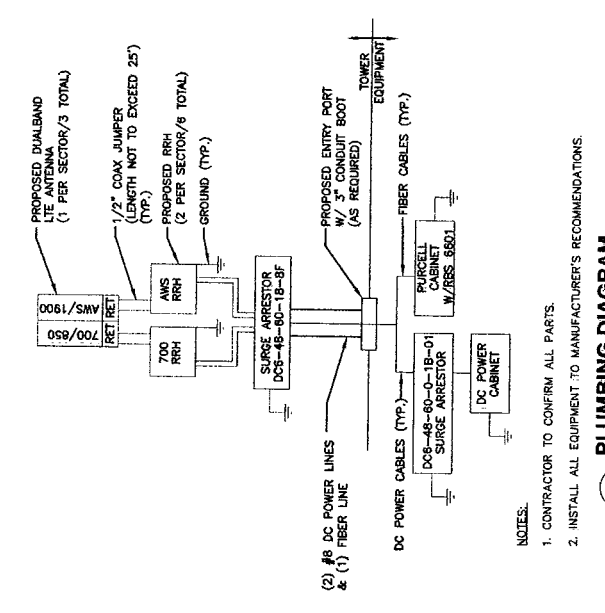 PROPOSED DUALBAND
LTE ANTENNA
(1 PER SECTOR/3 TOTAL)
1/2" COAX JUMPER
(LENGTH NOT TO EXCEED 25')
(TYP.)
PROPOSED RRH
(2 PER SECTOR/6 TOTAL)
GROUND (TYP.)
700/850
RET
AWS/1900
RET
700
RRH
AWS
RRH
SURGE ARRESTOR
DC6-48-60-18-8F
PROPOSED ENTRY PORT
W/ 3" CONDUIT BOOT
(AS REQUIRED)
TOWER
EQUIPMENT
(2) #8 DC POWER LINES
& (1) FIBER LINE
FIBER CABLES (TYP.)
DC POWER CABLES (TYP.)
DC6-48-60-0-1B-01
SURGE ARRESTOR
PURCELL
CABINET
W/RBS 6601
DC POWER
CABINET
NOTES:
1. CONTRACTOR TO CONFIRM ALL PARTS.
2. INSTALL ALL EQUIPMENT TO MANUFACTURER'S RECOMMENDATIONS.
PLUMBING DIAGRAM